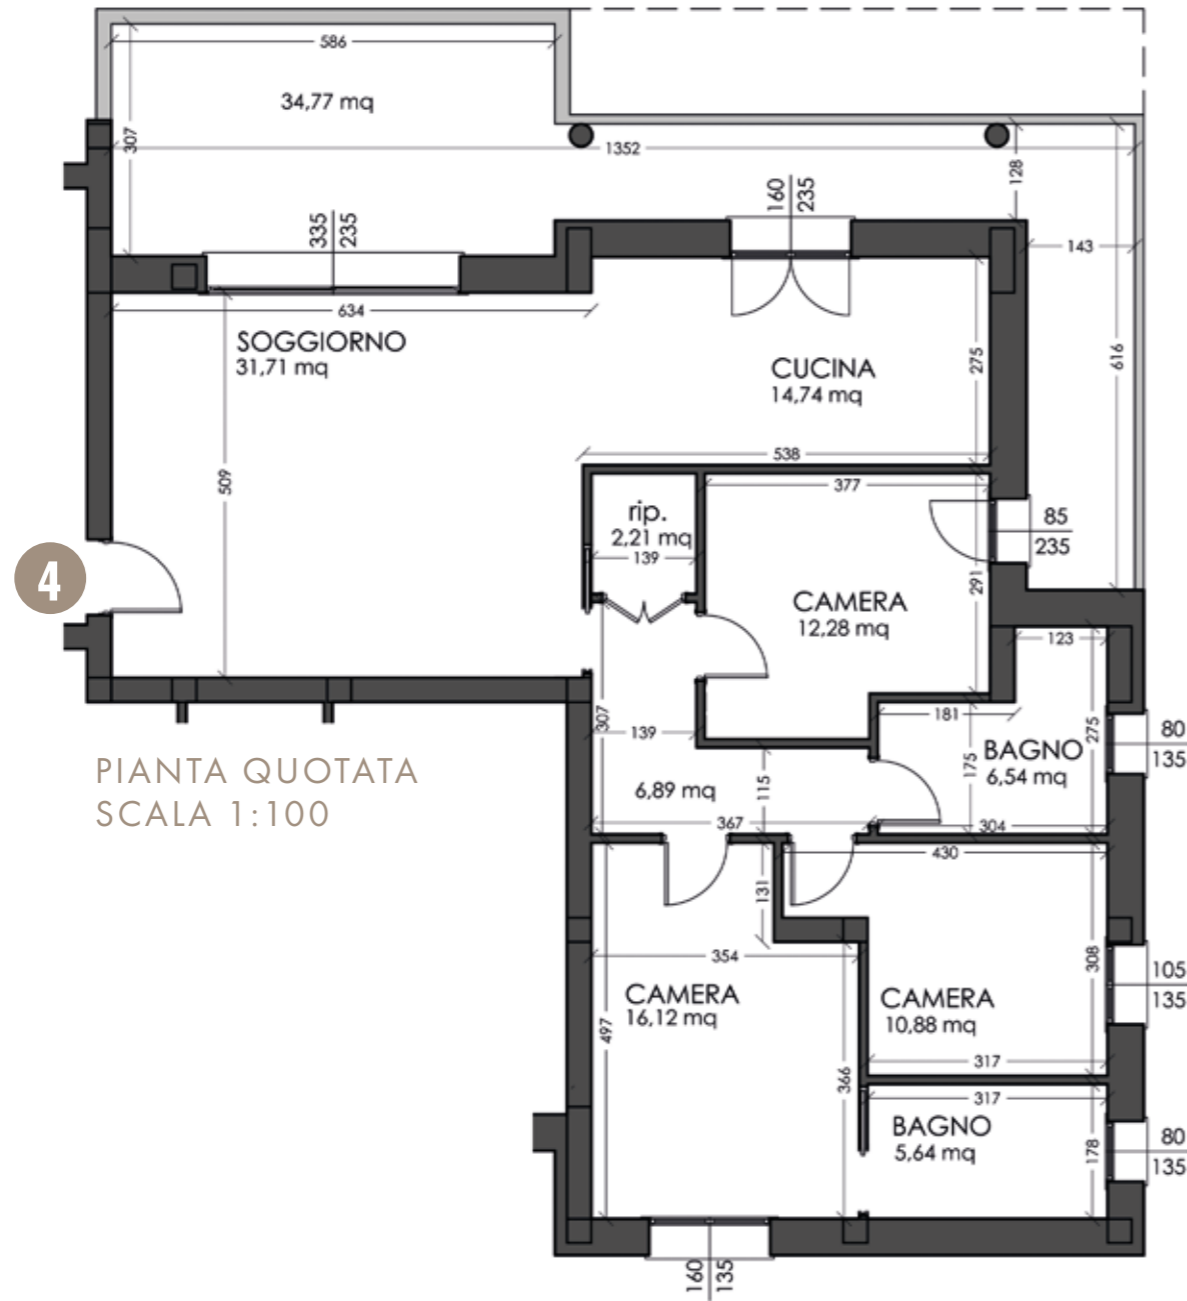 586
34,77 mq
307
1352
128
160
235
335
235
143
634
SOGGIORNO
31,71 mq
CUCINA
14,74 mq
275
616
538
509
377
rip.
2,21 mq
139
85
235
4
291
CAMERA
12,28 mq
123
307
139
181
275
175
BAGNO
6,54 mq
80
135
PIANTA QUOTATA
SCALA 1:100
6,89 mq
115
367
304
430
131
354
308
105
135
CAMERA
16,12 mq
CAMERA
10,88 mq
497
366
317
317
BAGNO
5,64 mq
178
80
135
160
135